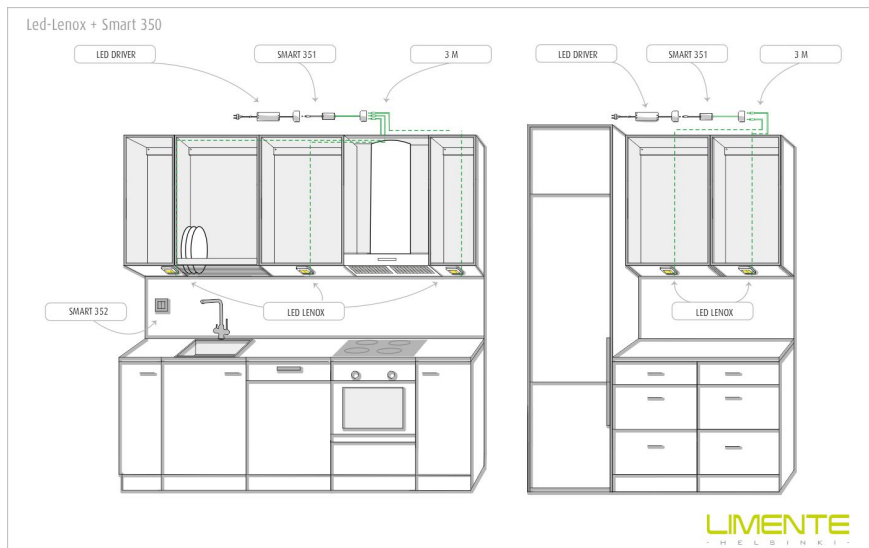 Led-Lenox + Smart 350
LED DRIVER
SMART 351
3 M
LED DRIVER
SMART 351
3 M
SMART 352
LED LENOX
LED LENOX
LIMENTE
- HELSINKI -